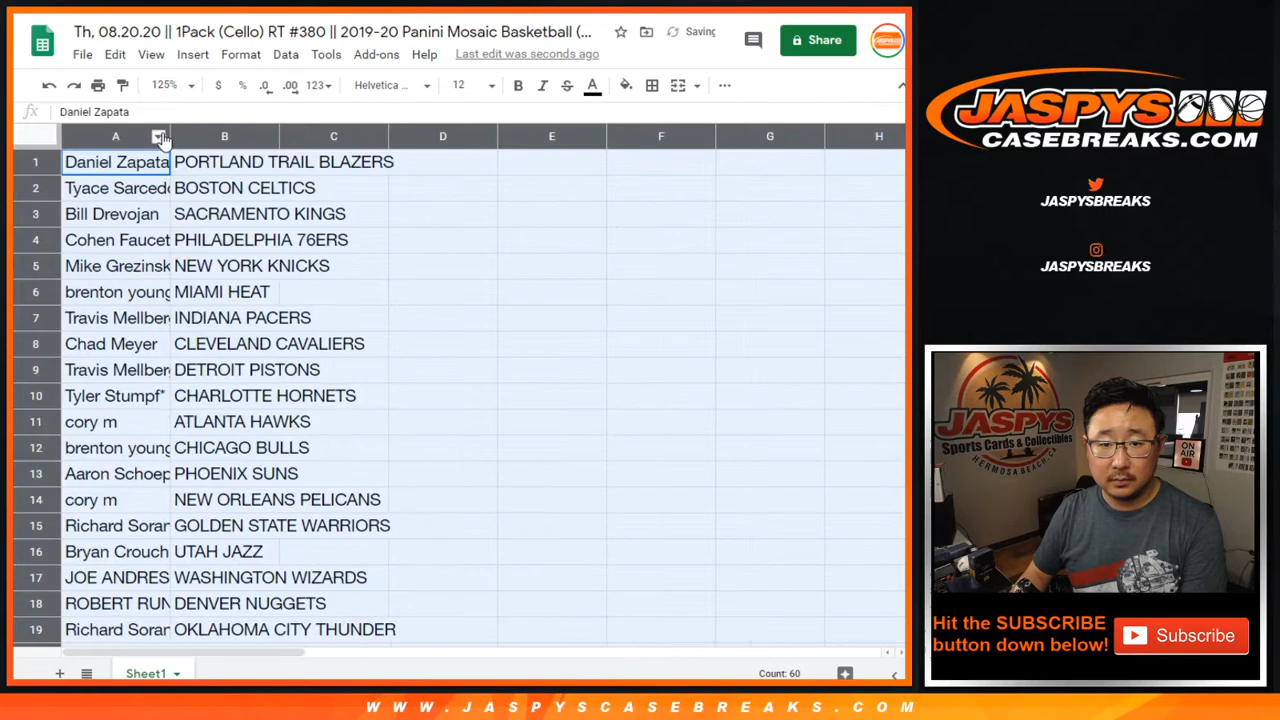 Th, 08.20.20 || 1Pack (Cello) RT #380 || 2019-20 Panini Mosaic Basketball (...
Saving
Share
File Edit View Insert Format Data Tools Add-ons Help Last edit was seconds ago
125% $ % .0 .00 123 Helvetica ... 12 B I S A ...
fx Daniel Zapata
A B C D E F G H
1 Daniel Zapata PORTLAND TRAIL BLAZERS
2 Tyace Sarced BOSTON CELTICS
3 Bill Drevojan SACRAMENTO KINGS
4 Cohen Faucet PHILADELPHIA 76ERS
5 Mike Grezinsk NEW YORK KNICKS
6 brenton young MIAMI HEAT
7 Travis Mellber INDIANA PACERS
8 Chad Meyer CLEVELAND CAVALIERS
9 Travis Mellber DETROIT PISTONS
10 Tyler Stumpf* CHARLOTTE HORNETS
11 cory m ATLANTA HAWKS
12 brenton young CHICAGO BULLS
13 Aaron Schoep PHOENIX SUNS
14 cory m NEW ORLEANS PELICANS
15 Richard Soran GOLDEN STATE WARRIORS
16 Bryan Crouch UTAH JAZZ
17 JOE ANDRES WASHINGTON WIZARDS
18 ROBERT RUN DENVER NUGGETS
19 Richard Soran OKLAHOMA CITY THUNDER
Sheet1
Count: 60
JASPYS
CASEBREAKS.COM
JASPYSBREAKS
JASPYSBREAKS
JASPYS
Sports Cards & Collectibles
HERMOSA BEACH, CA
ON AIR
Hit the SUBSCRIBE
button down below!
Subscribe
WWW.JASPYSCASEBREAKS.COM